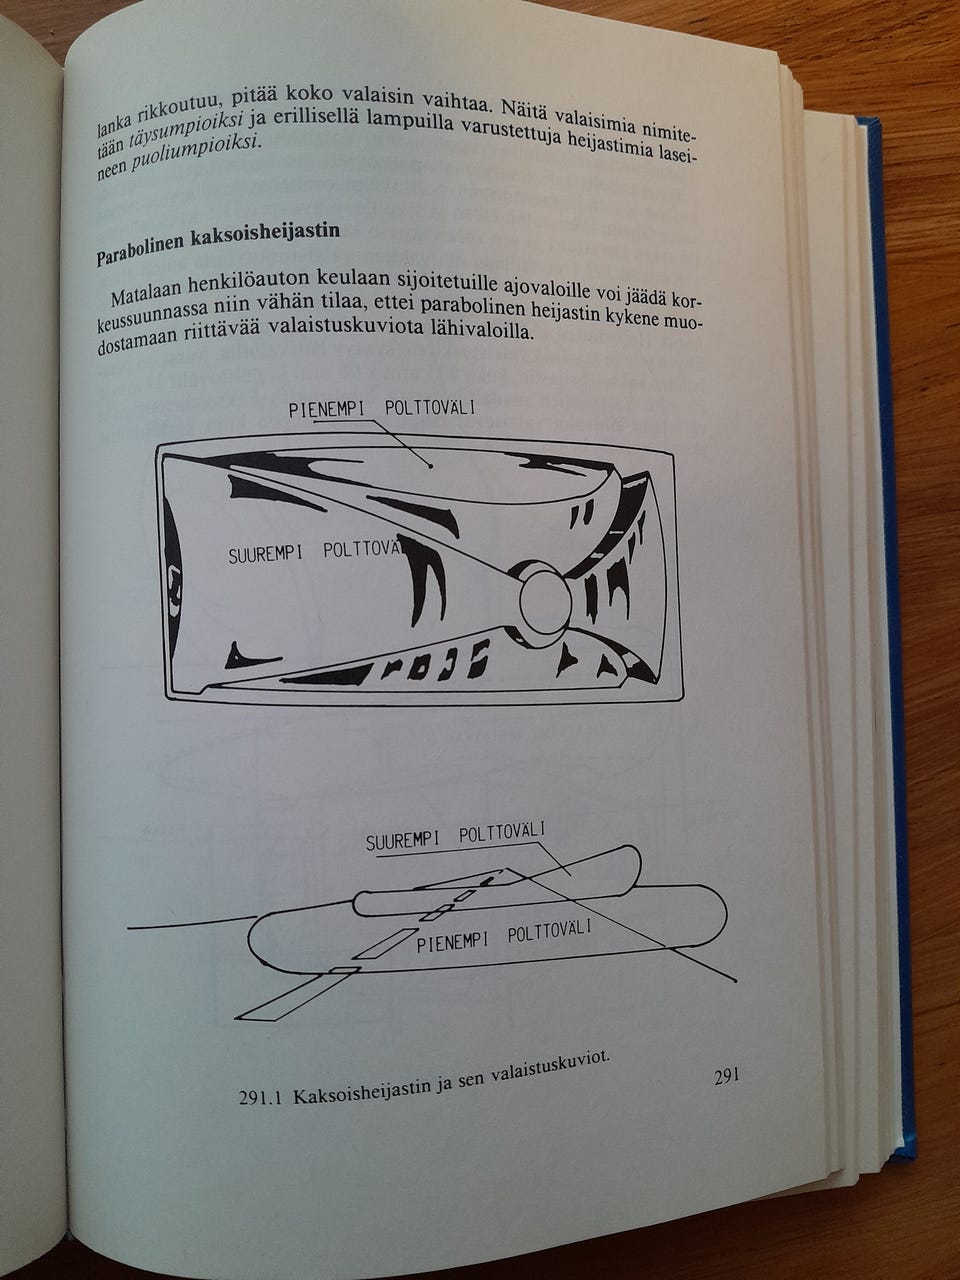 lanka rikkoutuu, pitää koko valaisin vaihtaa. Näitä valaisimia nimite-
tään täysumpioiksi ja erillisellä lampuilla varustettuja heijastimia lasei-
neen puoliumpioiksi.
Parabolinen kaksoisheijastin
Matalaan henkilöauton keulaan sijoitetuille ajovaloille voi jäädä kor-
keussuunnassa niin vähän tilaa, ettei parabolinen heijastin kykene muo-
dostamaan riittävää valaistuskuviota lähivaloilla.
PIENEMPI POLTTOVÄLI
SUUREMPI POLTTOVÄ
SUUREMPI POLTTOVÄLI
PIENEMPI POLTTOVÄLI
291.1 Kaksoisheijastin ja sen valaistuskuviot.
291